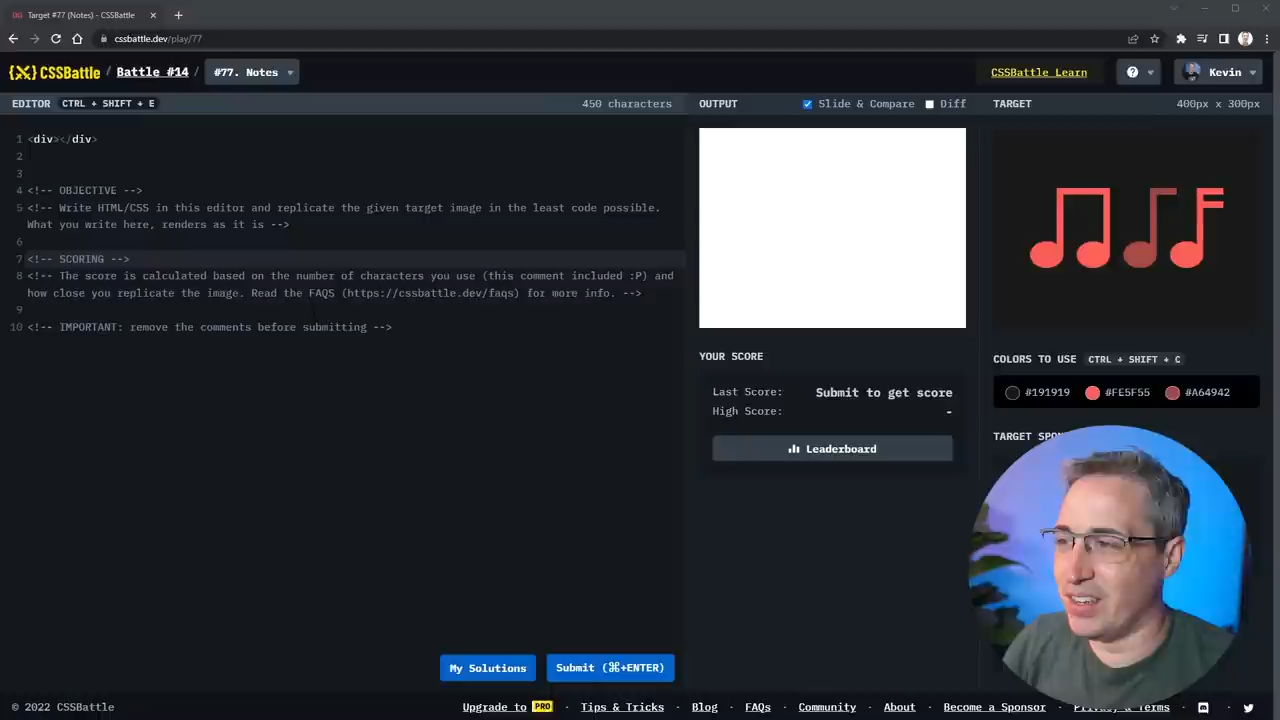 Target #77 (Notes) - CSSBattle
cssbattle.dev/play/77
CSSBattle / Battle #14 / #77. Notes
CSSBattle Learn
Kevin
EDITOR CTRL + SHIFT + E 450 characters
OUTPUT Slide & Compare Diff
TARGET 400px x 300px
1 <div></div>
2
3
4 <!-- OBJECTIVE -->
5 <!-- Write HTML/CSS in this editor and replicate the given target image in the least code possible.
What you write here, renders as it is -->
6
7 <!-- SCORING -->
8 <!-- The score is calculated based on the number of characters you use (this comment included :P) and
how close you replicate the image. Read the FAQS (https://cssbattle.dev/faqs) for more info. -->
9
10 <!-- IMPORTANT: remove the comments before submitting -->
YOUR SCORE
Last Score: Submit to get score
High Score: -
Leaderboard
COLORS TO USE CTRL + SHIFT + C
#191919 #FE5F55 #A64942
TARGET SPO
My Solutions Submit (⌘+ENTER)
© 2022 CSSBattle
Upgrade to PRO Tips & Tricks Blog FAQs Community About Become a Sponsor Privacy & Terms